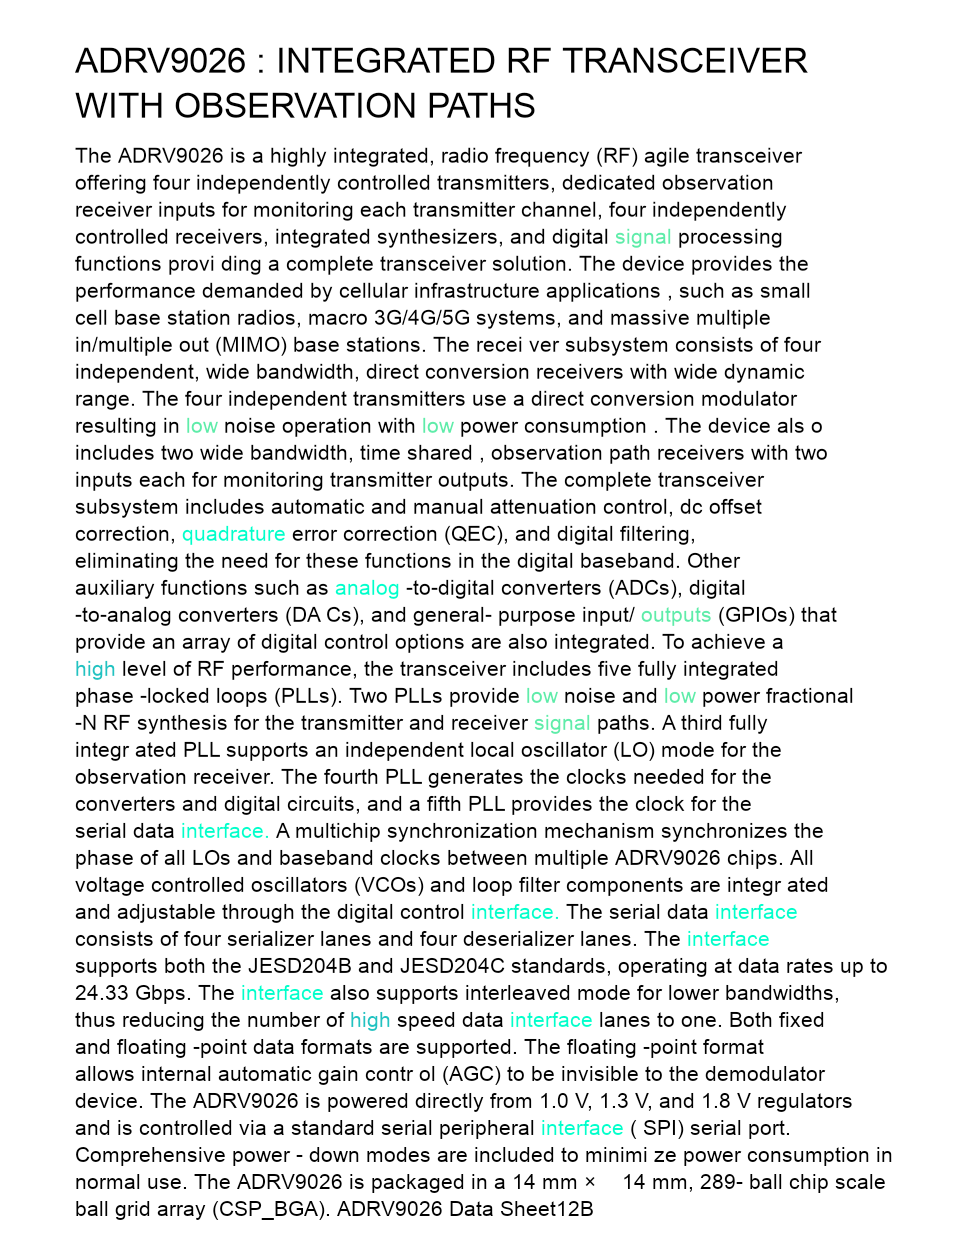 ADRV9026 : INTEGRATED RF TRANSCEIVER
WITH OBSERVATION PATHS
The ADRV9026 is a highly integrated, radio frequency (RF) agile transceiver
offering four independently controlled transmitters, dedicated observation
receiver inputs for monitoring each transmitter channel, four independently
controlled receivers, integrated synthesizers, and digital signal processing
functions provi ding a complete transceiver solution. The device provides the
performance demanded by cellular infrastructure applications , such as small
cell base station radios, macro 3G/4G/5G systems, and massive multiple
in/multiple out (MIMO) base stations. The recei ver subsystem consists of four
independent, wide bandwidth, direct conversion receivers with wide dynamic
range. The four independent transmitters use a direct conversion modulator
resulting in low noise operation with low power consumption . The device als o
includes two wide bandwidth, time shared , observation path receivers with two
inputs each for monitoring transmitter outputs. The complete transceiver
subsystem includes automatic and manual attenuation control, dc offset
correction, quadrature error correction (QEC), and digital filtering,
eliminating the need for these functions in the digital baseband. Other
auxiliary functions such as analog -to-digital converters (ADCs), digital
-to-analog converters (DA Cs), and general- purpose input/ outputs (GPIOs) that
provide an array of digital control options are also integrated. To achieve a
high level of RF performance, the transceiver includes five fully integrated
phase -locked loops (PLLs). Two PLLs provide low noise and low power fractional
-N RF synthesis for the transmitter and receiver signal paths. A third fully
integr ated PLL supports an independent local oscillator (LO) mode for the
observation receiver. The fourth PLL generates the clocks needed for the
converters and digital circuits, and a fifth PLL provides the clock for the
serial data interface. A multichip synchronization mechanism synchronizes the
phase of all LOs and baseband clocks between multiple ADRV9026 chips. All
voltage controlled oscillators (VCOs) and loop filter components are integr ated
and adjustable through the digital control interface. The serial data interface
consists of four serializer lanes and four deserializer lanes. The interface
supports both the JESD204B and JESD204C standards, operating at data rates up to
24.33 Gbps. The interface also supports interleaved mode for lower bandwidths,
thus reducing the number of high speed data interface lanes to one. Both fixed
and floating -point data formats are supported. The floating -point format
allows internal automatic gain contr ol (AGC) to be invisible to the demodulator
device. The ADRV9026 is powered directly from 1.0 V, 1.3 V, and 1.8 V regulators
and is controlled via a standard serial peripheral interface ( SPI) serial port.
Comprehensive power - down modes are included to minimi ze power consumption in
normal use. The ADRV9026 is packaged in a 14 mm × 14 mm, 289- ball chip scale
ball grid array (CSP_BGA). ADRV9026 Data Sheet12B